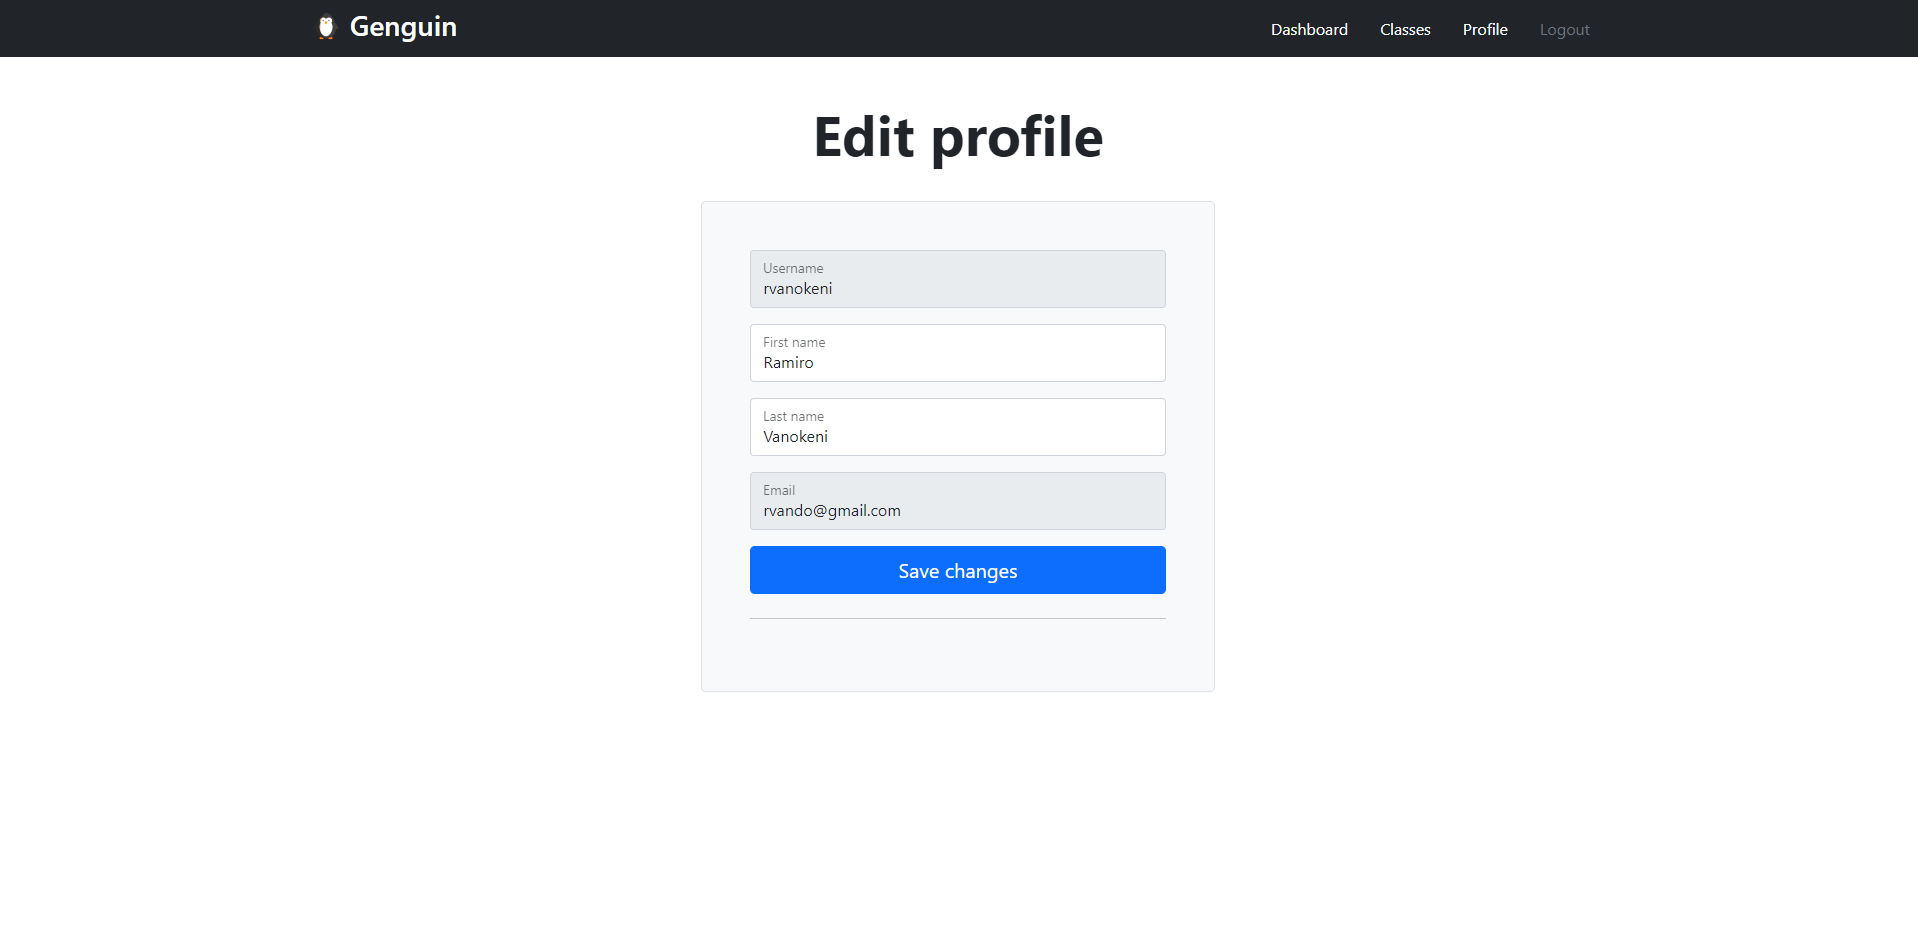 Genguin
Dashboard Classes Profile Logout
Edit profile
Username
rvanokeni
First name
Ramiro
Last name
Vanokeni
Email
rvando@gmail.com
Save changes